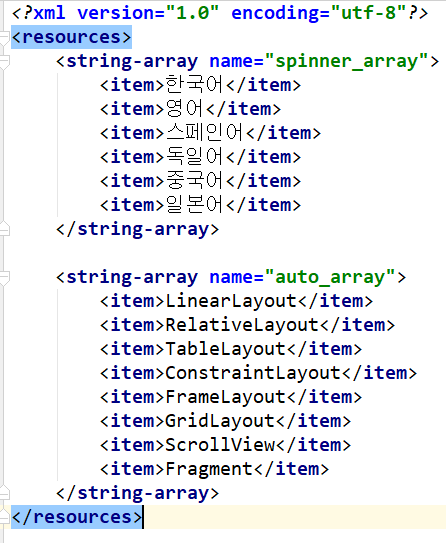 <?xml version="1.0" encoding="utf-8"?>
<resources>
    <string-array name="spinner_array">
        <item>한국어</item>
        <item>영어</item>
        <item>스페인어</item>
        <item>독일어</item>
        <item>중국어</item>
        <item>일본어</item>
    </string-array>

    <string-array name="auto_array">
        <item>LinearLayout</item>
        <item>RelativeLayout</item>
        <item>TableLayout</item>
        <item>ConstraintLayout</item>
        <item>FrameLayout</item>
        <item>GridLayout</item>
        <item>ScrollView</item>
        <item>Fragment</item>
    </string-array>
</resources>